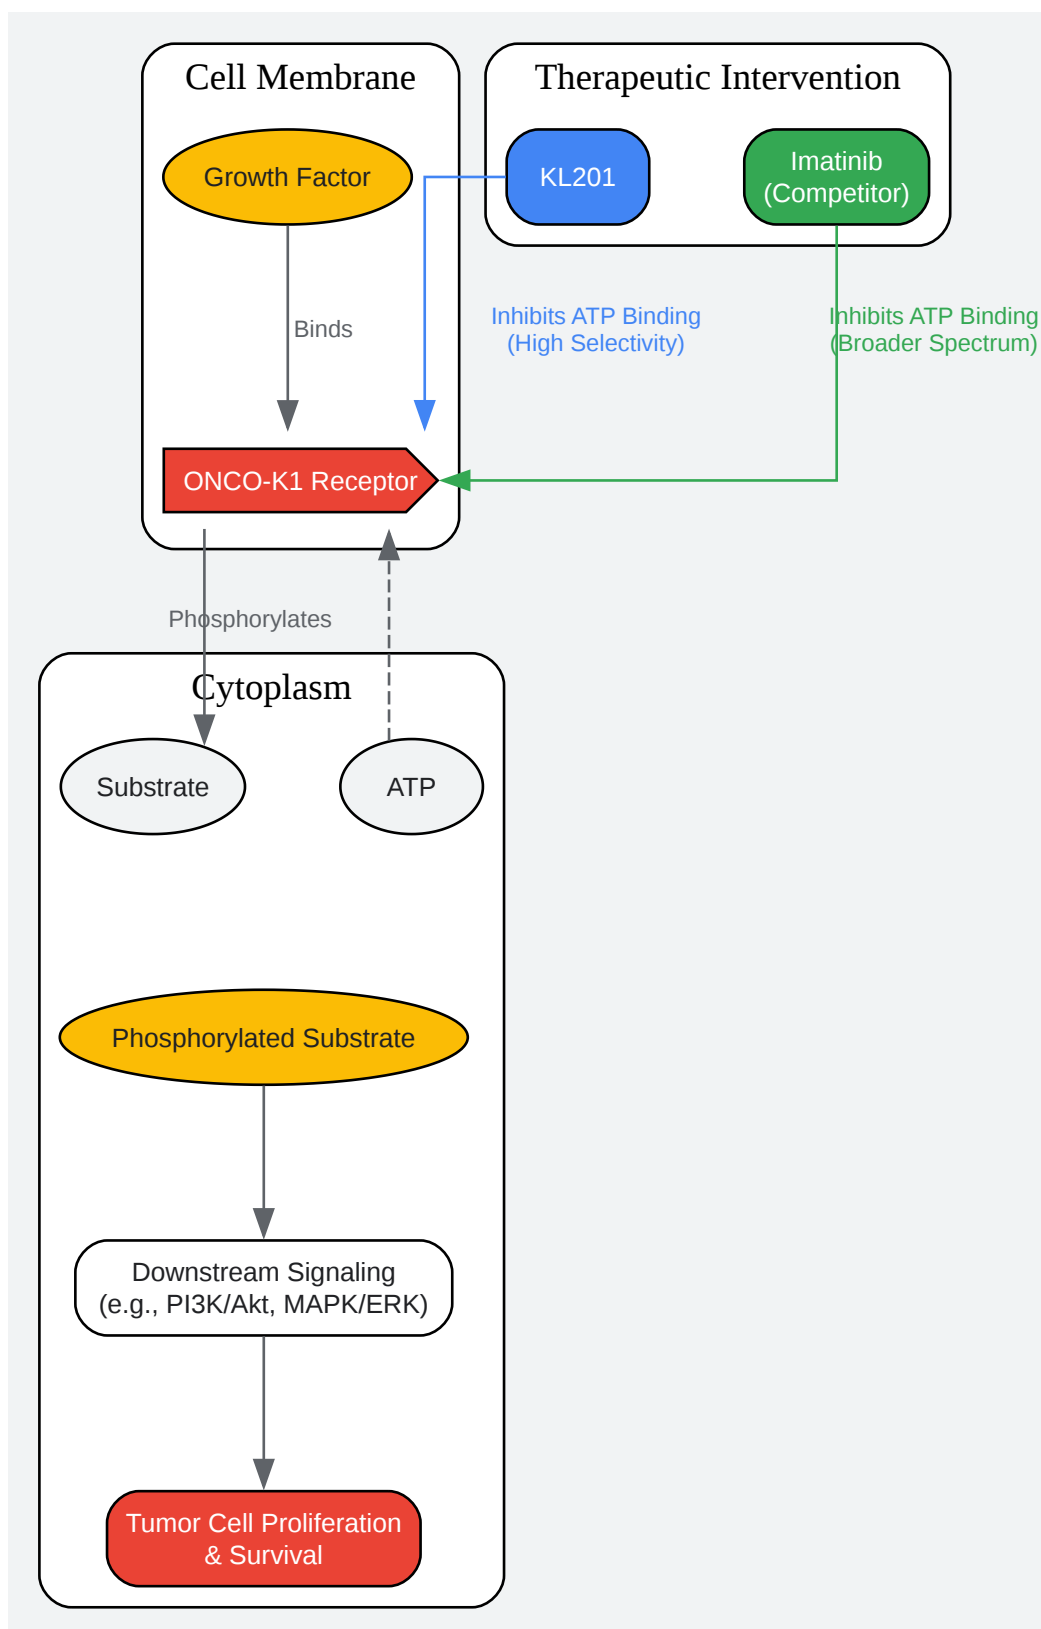 Cell Membrane
Therapeutic Intervention
Growth Factor
KL201
Imatinib
(Competitor)
Binds
Inhibits ATP Binding
(High Selectivity)
Inhibits ATP Binding
(Broader Spectrum)
ONCO-K1 Receptor
Phosphorylates
Cytoplasm
Substrate
ATP
Phosphorylated Substrate
Downstream Signaling
(e.g., PI3K/Akt, MAPK/ERK)
Tumor Cell Proliferation
& Survival